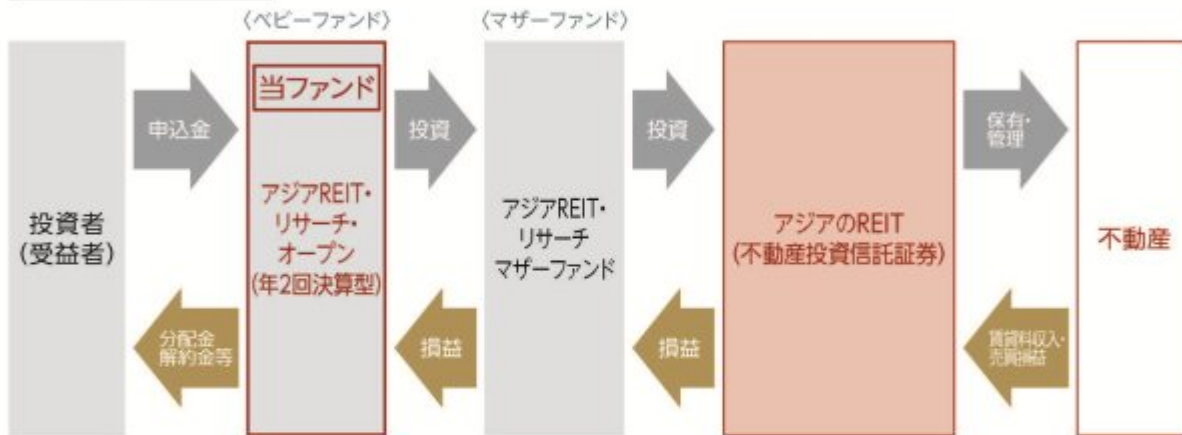 〈ベビーファンド〉
〈マザーファンド〉
投資者
(受益者)
申込金
分配金
解約金等
当ファンド
アジアREIT・
リサーチ・
オープン
(年2回決算型)
投資
損益
アジアREIT・
リサーチ
マザーファンド
投資
損益
アジアのREIT
(不動産投資信託証券)
保有・
管理
賃貸料収入・
売買損益
不動産